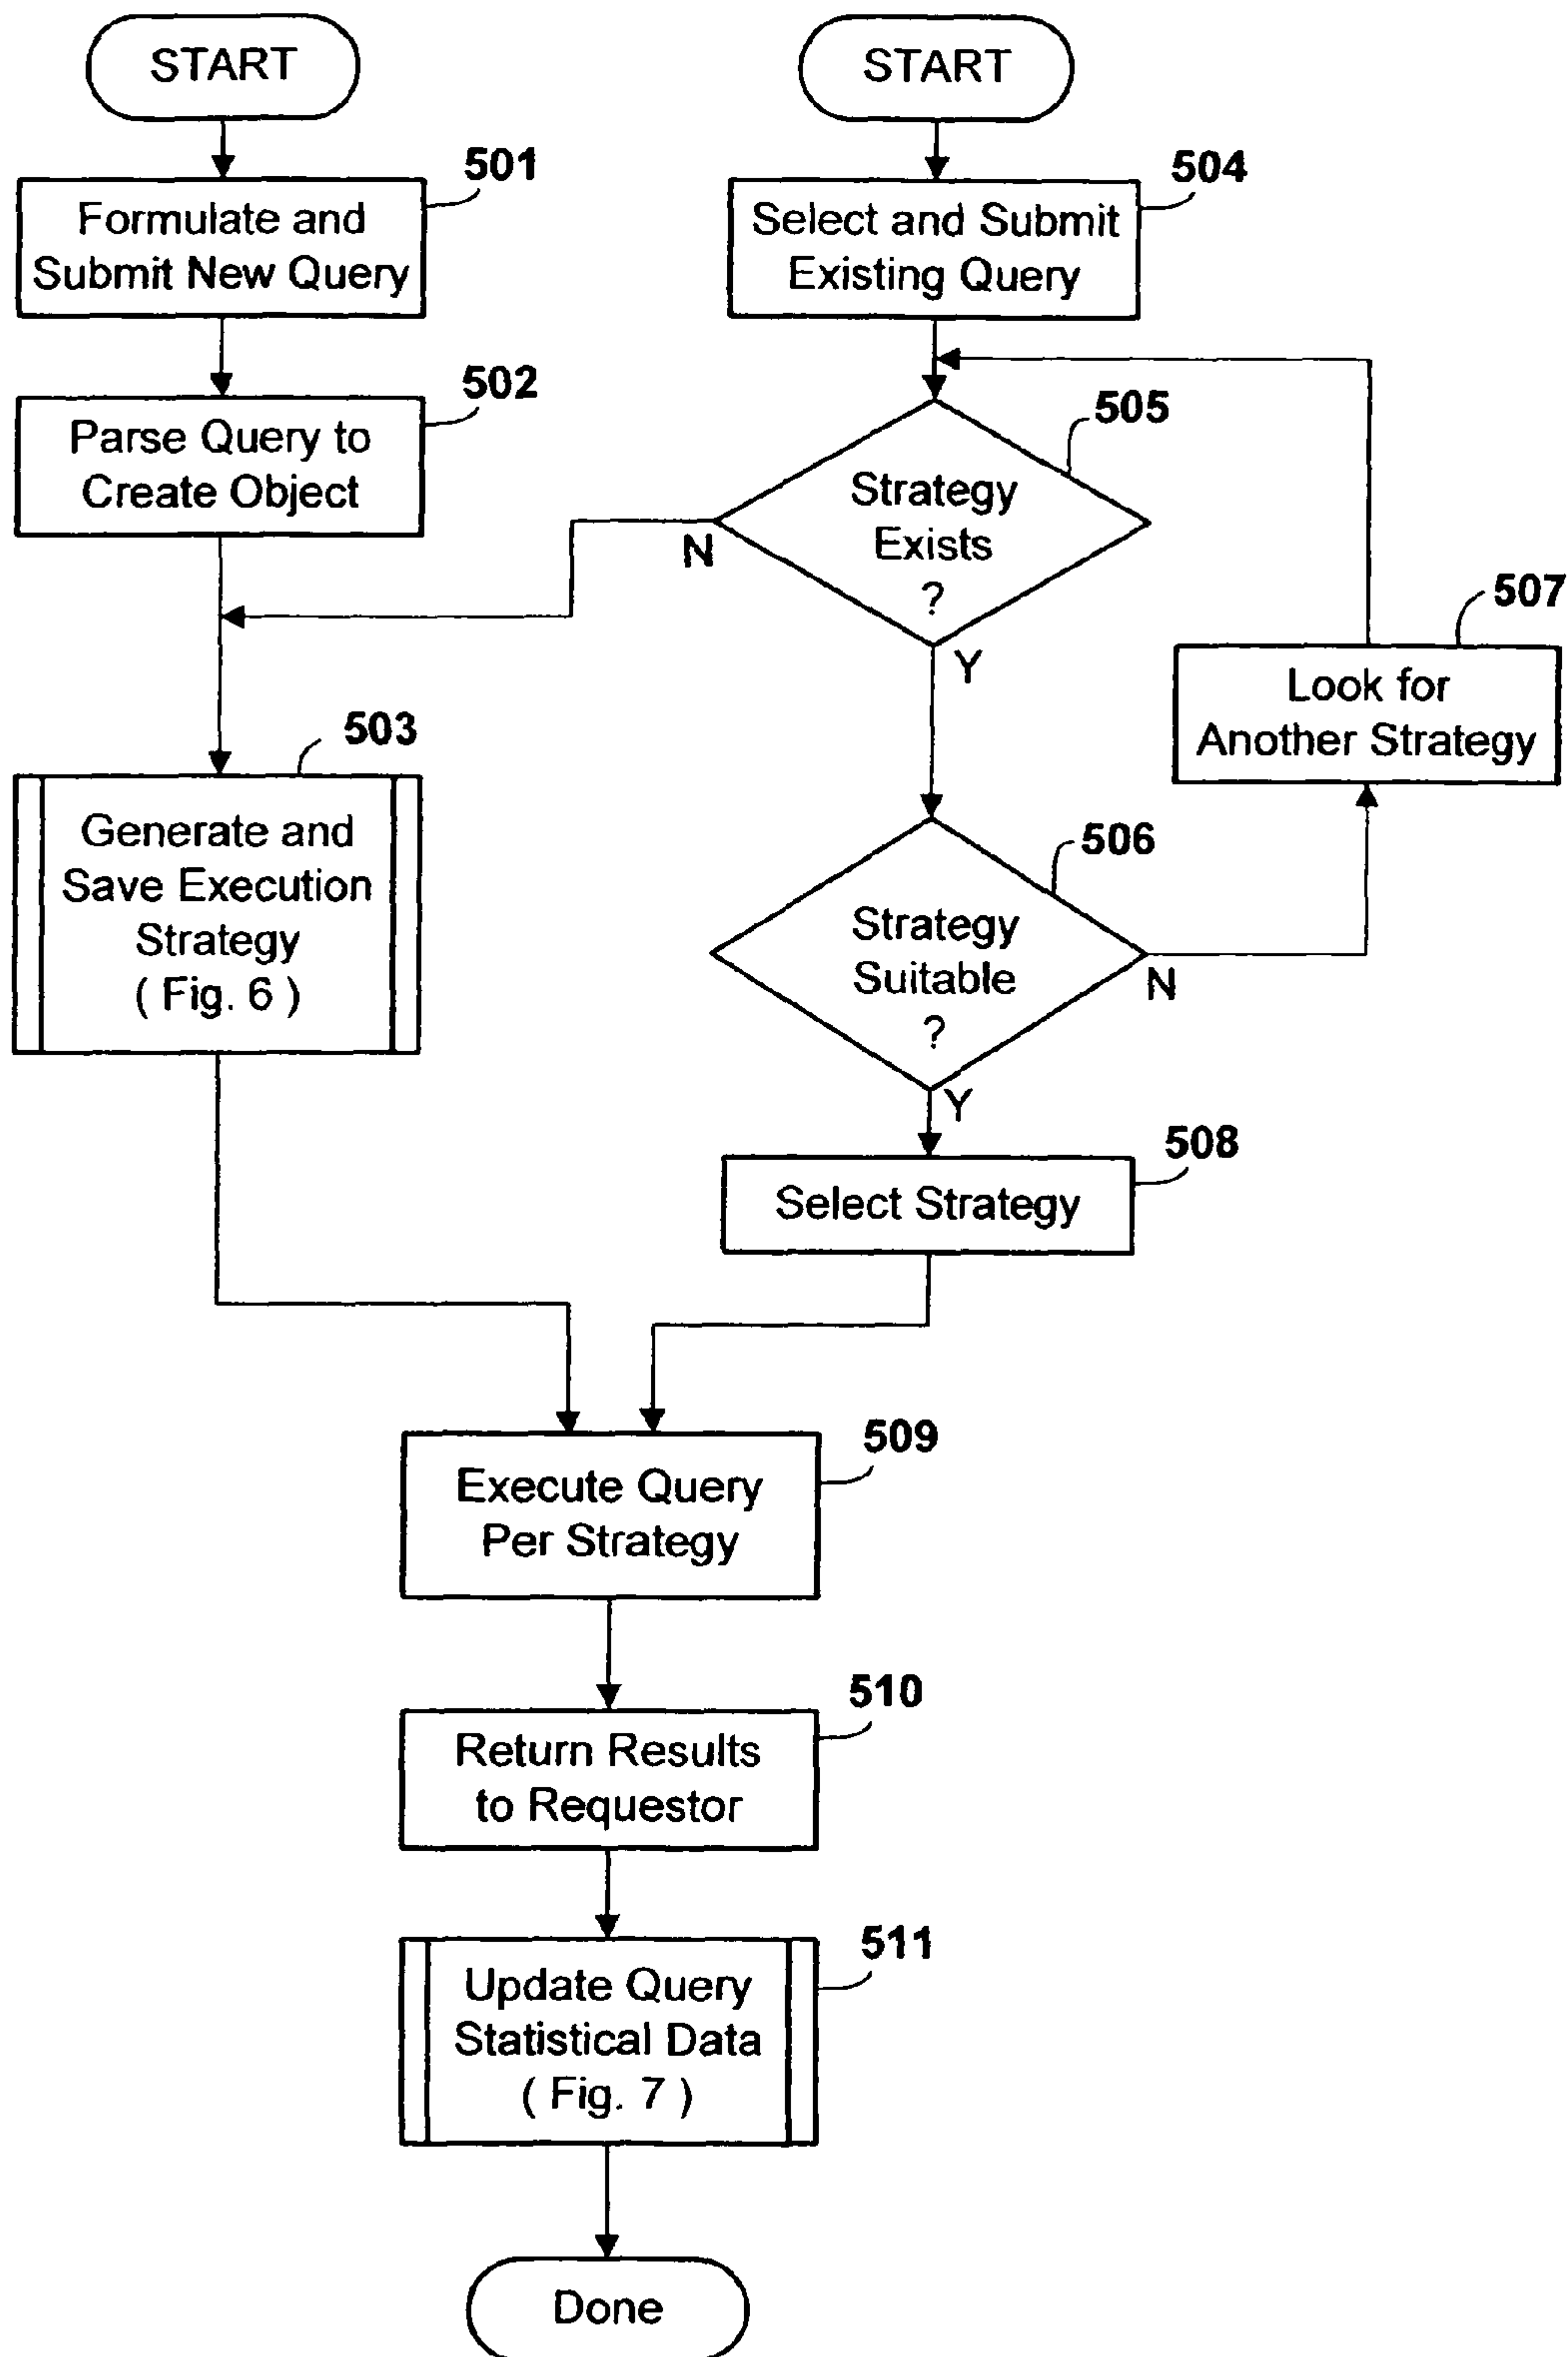 START
501
Formulate and
Submit New Query
502
Parse Query to
Create Object
503
Generate and
Save Execution
Strategy
( Fig. 6 )
START
504
Select and Submit
Existing Query
505
Strategy
Exists
?
N
Y
507
Look for
Another Strategy
506
Strategy
Suitable
?
N
Y
508
Select Strategy
509
Execute Query
Per Strategy
510
Return Results
to Requestor
511
Update Query
Statistical Data
( Fig. 7 )
Done